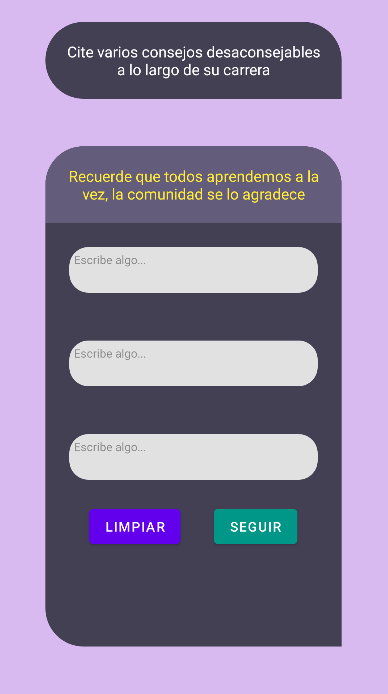 Cite varios consejos desaconsejables
a lo largo de su carrera
Recuerde que todos aprendemos a la
vez, la comunidad se lo agradece
Escribe algo...
Escribe algo...
Escribe algo...
LIMPIAR
SEGUIR